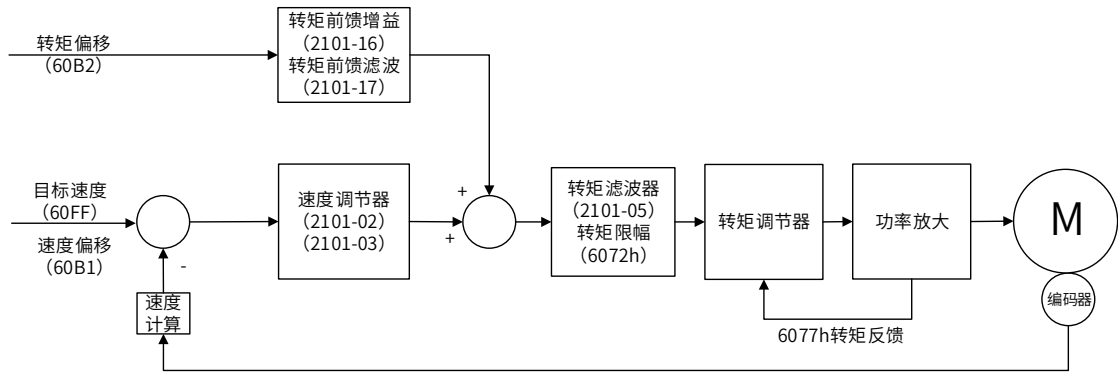 转矩前馈增益
（2101-16）
转矩前馈滤波
（2101-17）
转矩偏移
（60B2）
目标速度
（60FF）
速度偏移
（60B1）
-
速度
计算
速度调节器
（2101-02）
（2101-03）
+
+
转矩滤波器
（2101-05）
转矩限幅
（6072h）
转矩调节器
功率放大
M
编码器
6077h转矩反馈